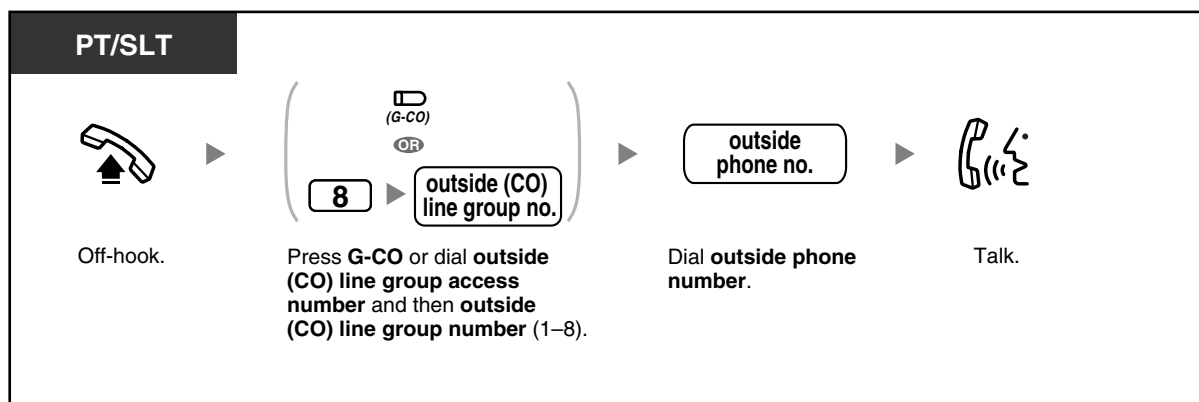 PT/SLT
(G-CO)
OR
8
outside (CO)
line group no.
outside
phone no.
Off-hook.
Press G-CO or dial outside
(CO) line group access
number and then outside
(CO) line group number (1–8).
Dial outside phone
number.
Talk.